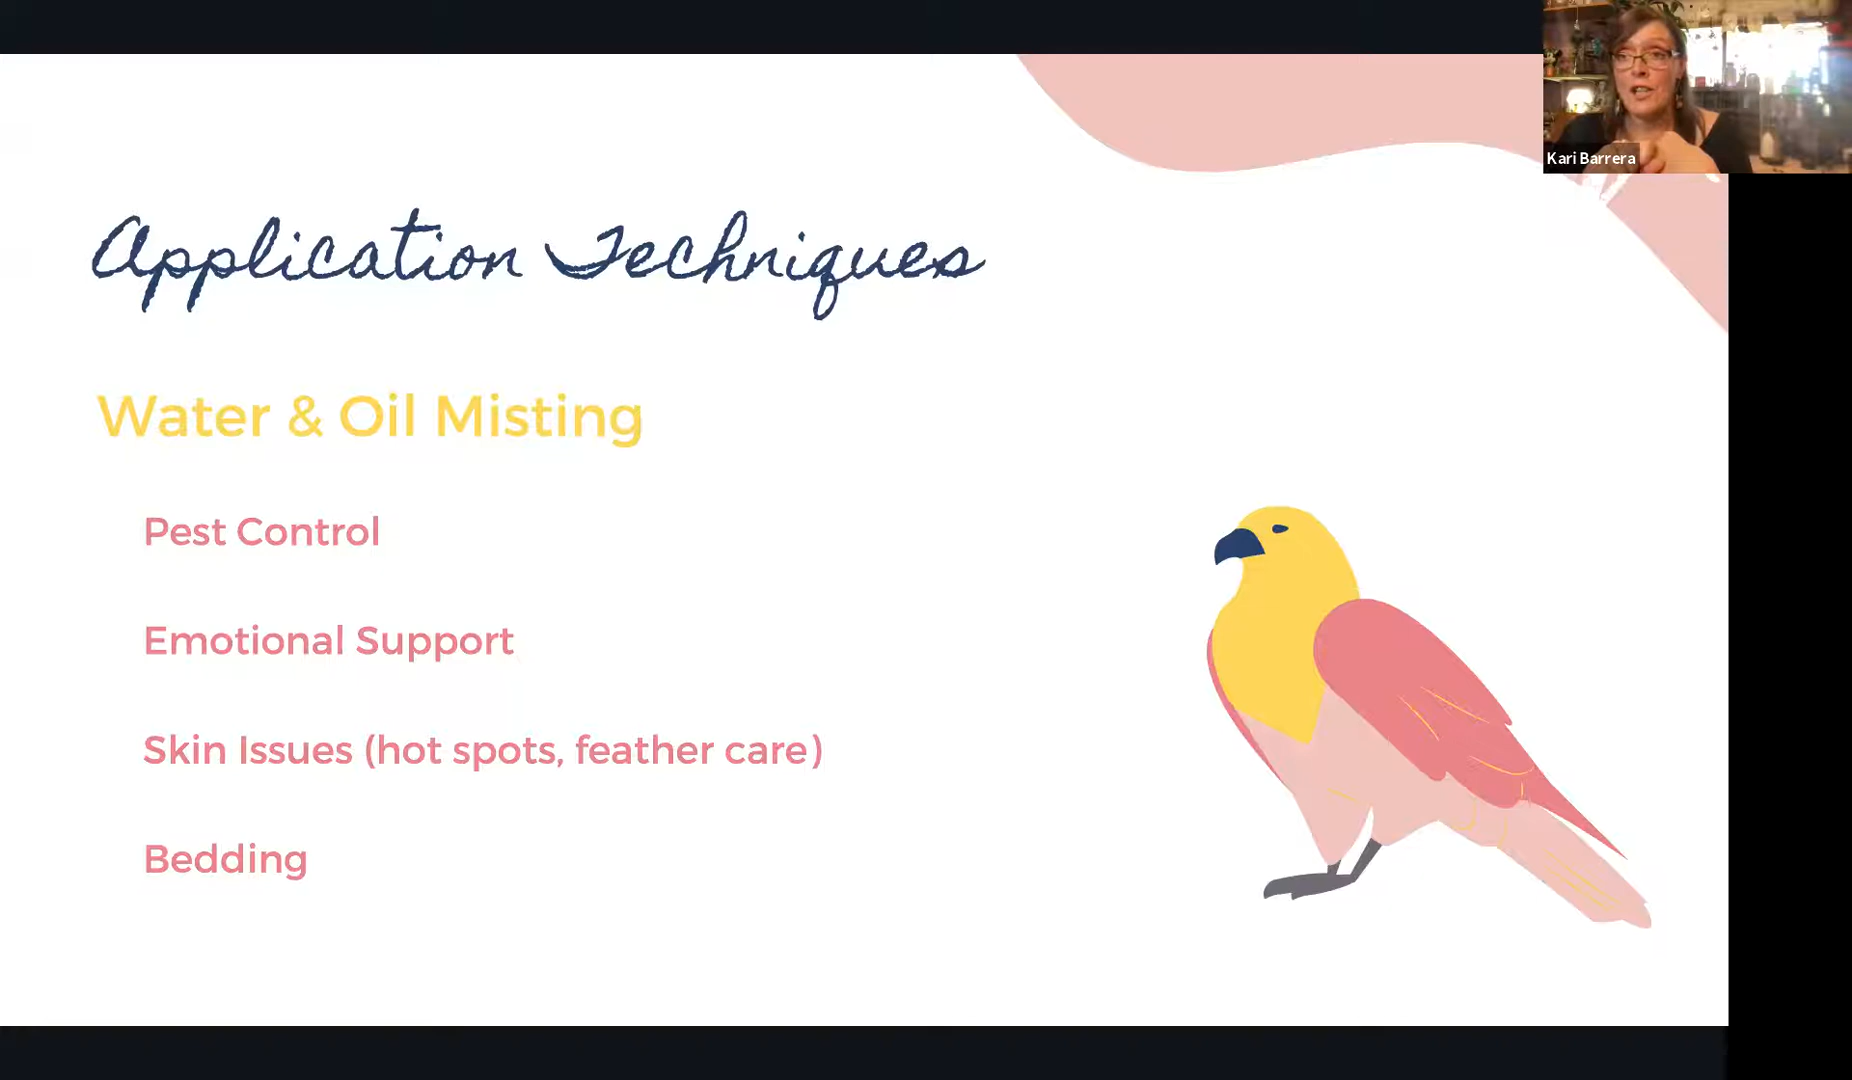 Kari Barrera
Application Techniques
Water & Oil Misting
Pest Control
Emotional Support
Skin Issues (hot spots, feather care)
Bedding